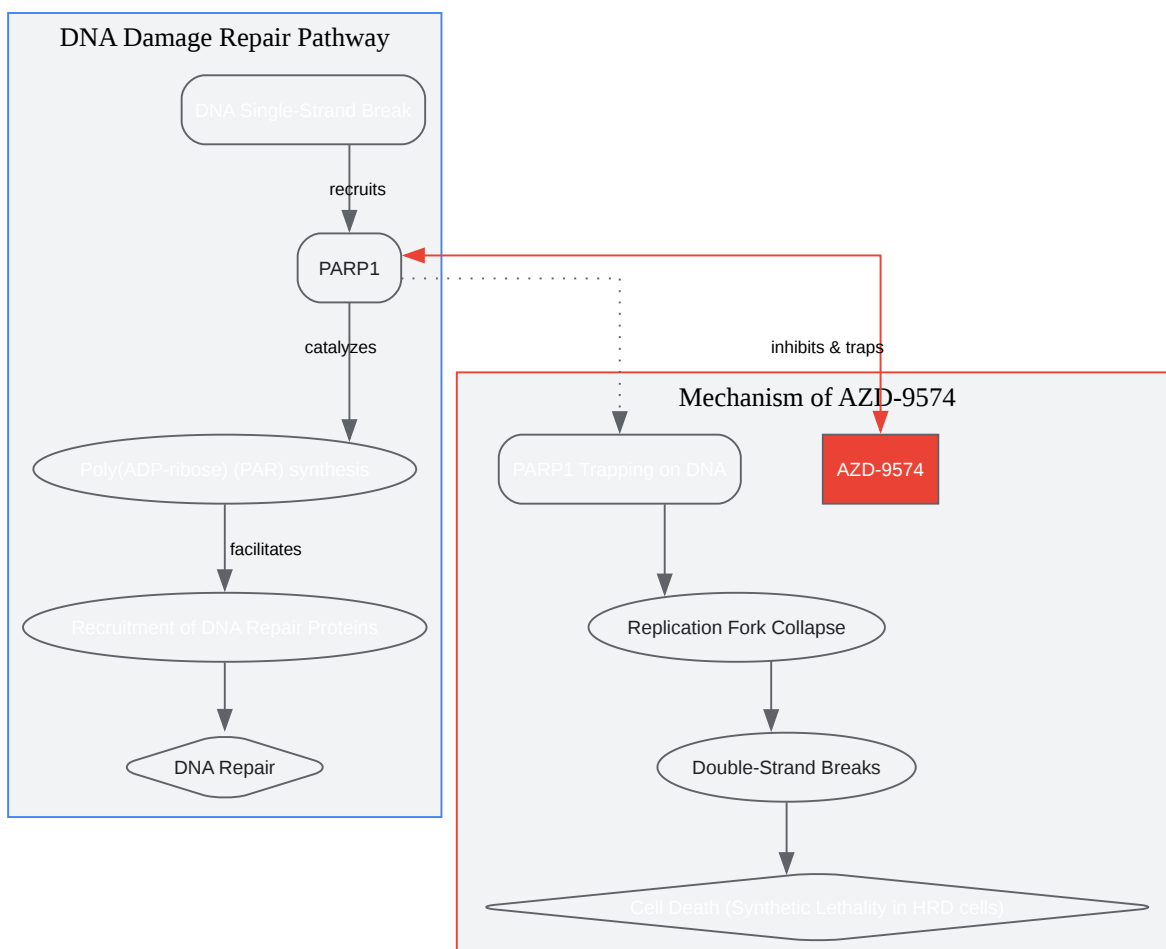 DNA Damage Repair Pathway
DNA Single-Strand Break
recruits
PARP1
catalyzes
Poly(ADP-ribose) (PAR) synthesis
facilitates
Recruitment of DNA Repair Proteins
DNA Repair
inhibits & traps
Mechanism of AZD-9574
PARP1 Trapping on DNA
AZD-9574
Replication Fork Collapse
Double-Strand Breaks
Cell Death (Synthetic Lethality in HRD cells)